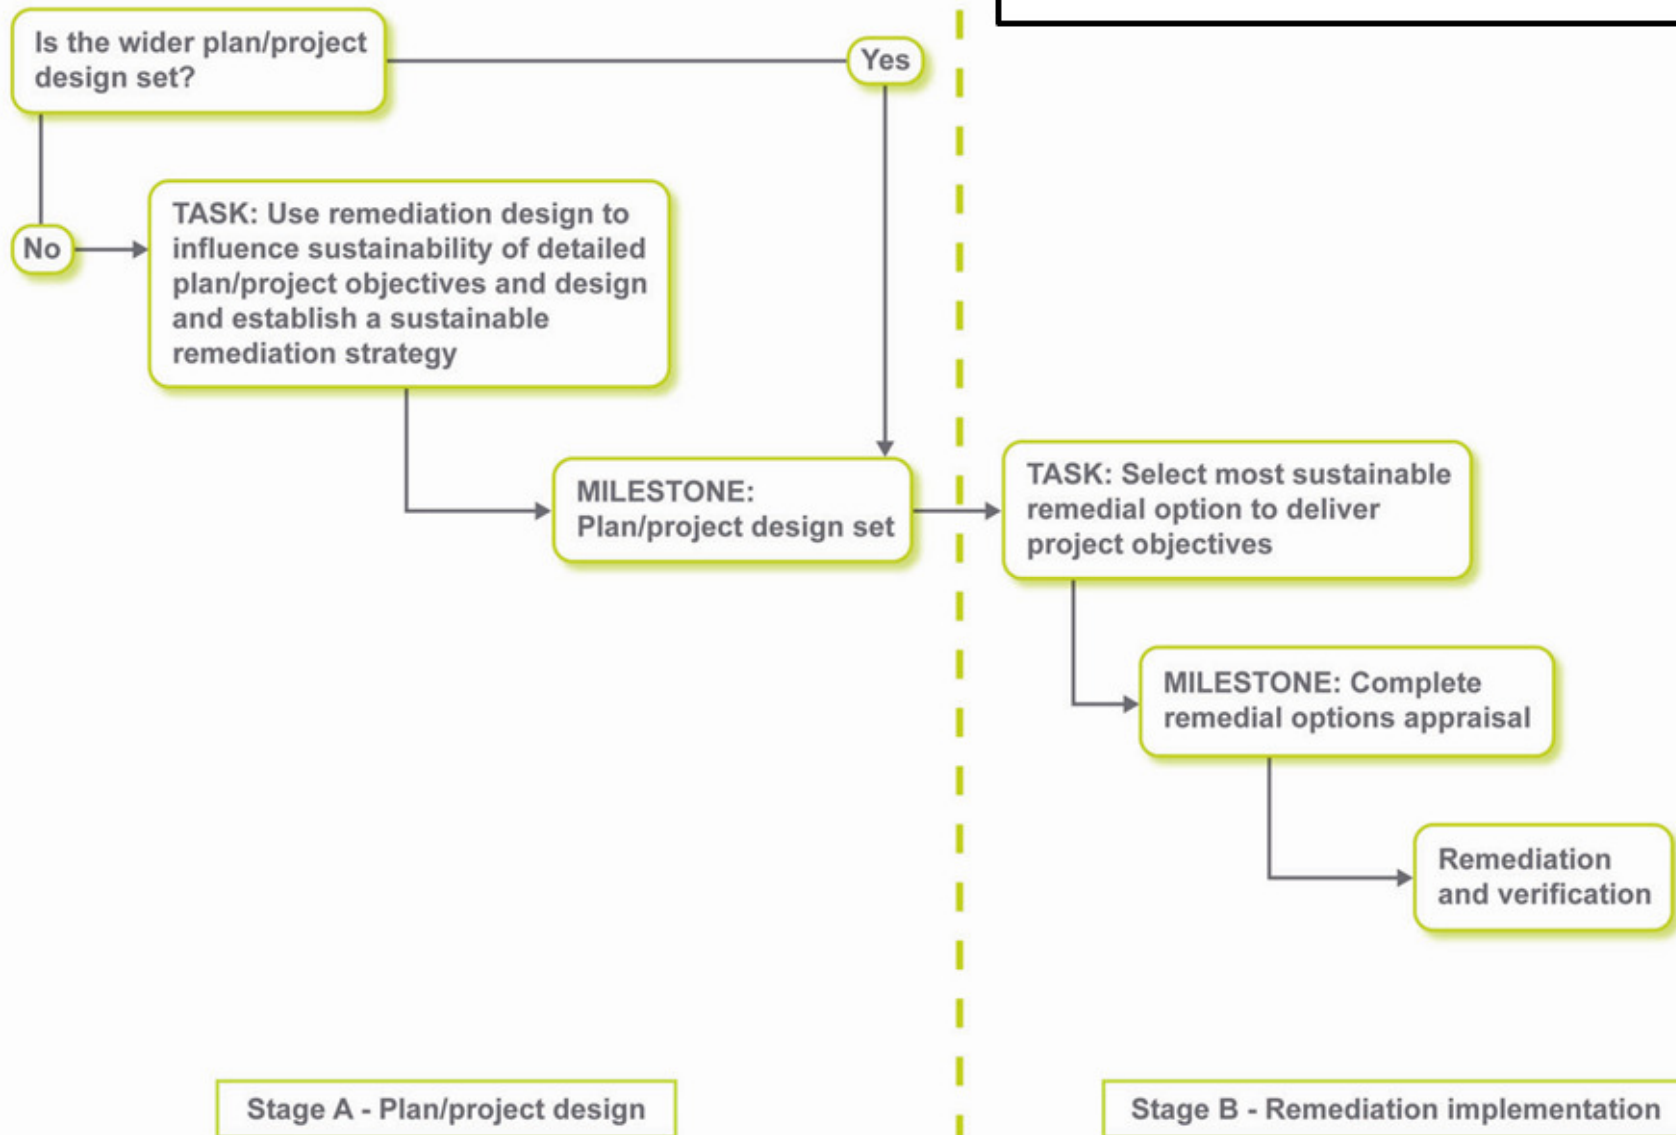 Is the wider plan/project
design set?
Yes
No
TASK: Use remediation design to
influence sustainability of detailed
plan/project objectives and design
and establish a sustainable
remediation strategy
MILESTONE:
Plan/project design set
TASK: Select most sustainable
remedial option to deliver
project objectives
MILESTONE: Complete
remedial options appraisal
Remediation
and verification
Stage A - Plan/project design
Stage B - Remediation implementation